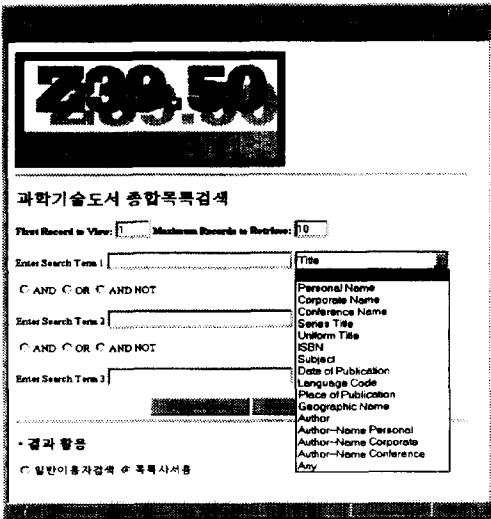 Z39.50
과학기술도서 종합목록검색
First Record to View: 1 Maximum Records to Retrieve: 10
Enter Search Term 1 Title
AND OR AND NOT
Enter Search Term 2
AND OR AND NOT
Enter Search Term 3
Personal Name
Corporate Name
Conference Name
Series Title
Uniform Title
ISBN
Subject
Date of Publication
Language Code
Place of Publication
Geographic Name
Author
Author-Name Personal
Author-Name Corporate
Author-Name Conference
Any
• 결과 활용
일반이용자검색 목록사서용